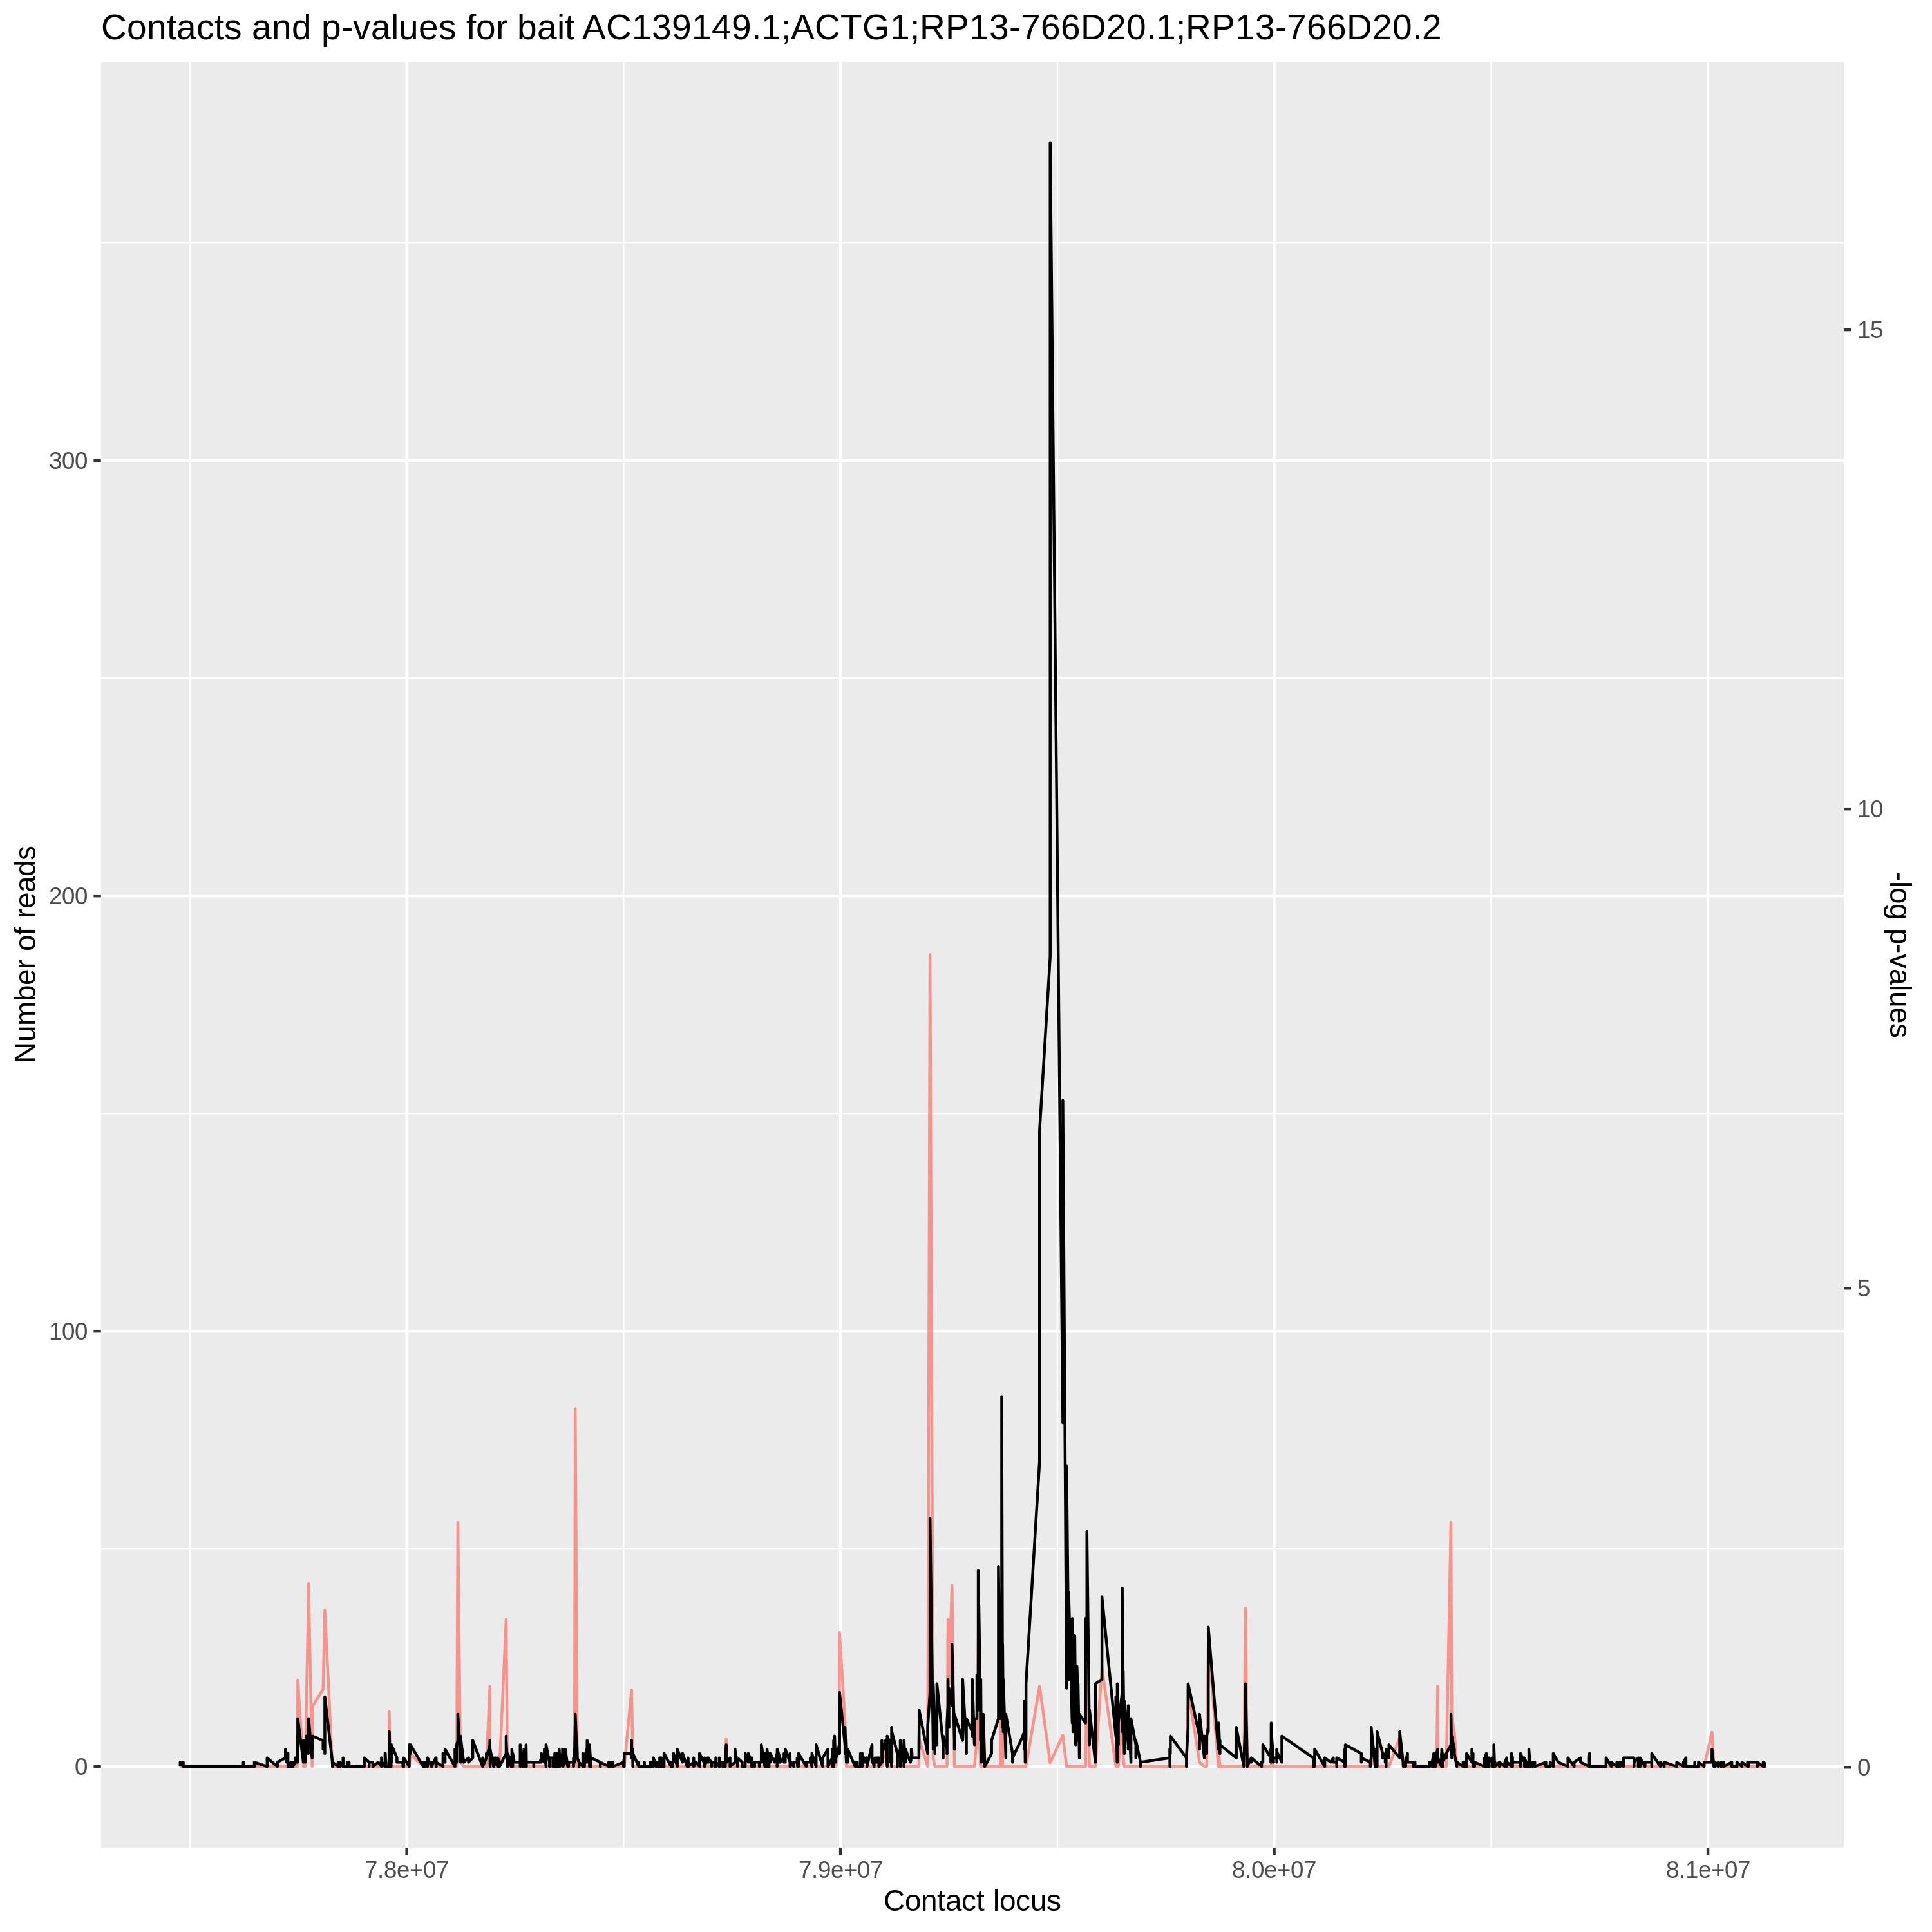 Contacts and p-values for bait AC139149.1;ACTG1;RP13-766D20.1;RP13-766D20.2
300
200
100
0
Number of reads
15
10
5
0
-log p-values
7.8e+07 7.9e+07 8.0e+07 8.1e+07
Contact locus